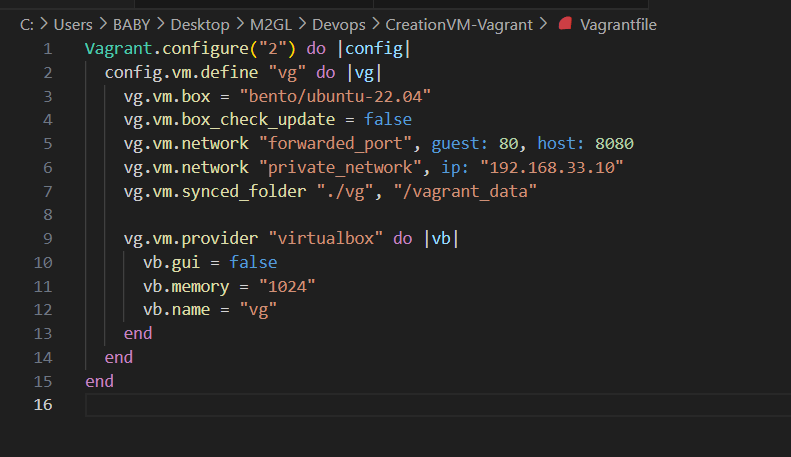 C: > Users > BABY > Desktop > M2GL > Devops > CreationVM-Vagrant > Vagrantfile
1 Vagrant.configure("2") do |config|
2   config.vm.define "vg" do |vg|
3     vg.vm.box = "bento/ubuntu-22.04"
4     vg.vm.box_check_update = false
5     vg.vm.network "forwarded_port", guest: 80, host: 8080
6     vg.vm.network "private_network", ip: "192.168.33.10"
7     vg.vm.synced_folder "./vg", "/vagrant_data"
8
9     vg.vm.provider "virtualbox" do |vb|
10       vb.gui = false
11       vb.memory = "1024"
12       vb.name = "vg"
13     end
14   end
15 end
16